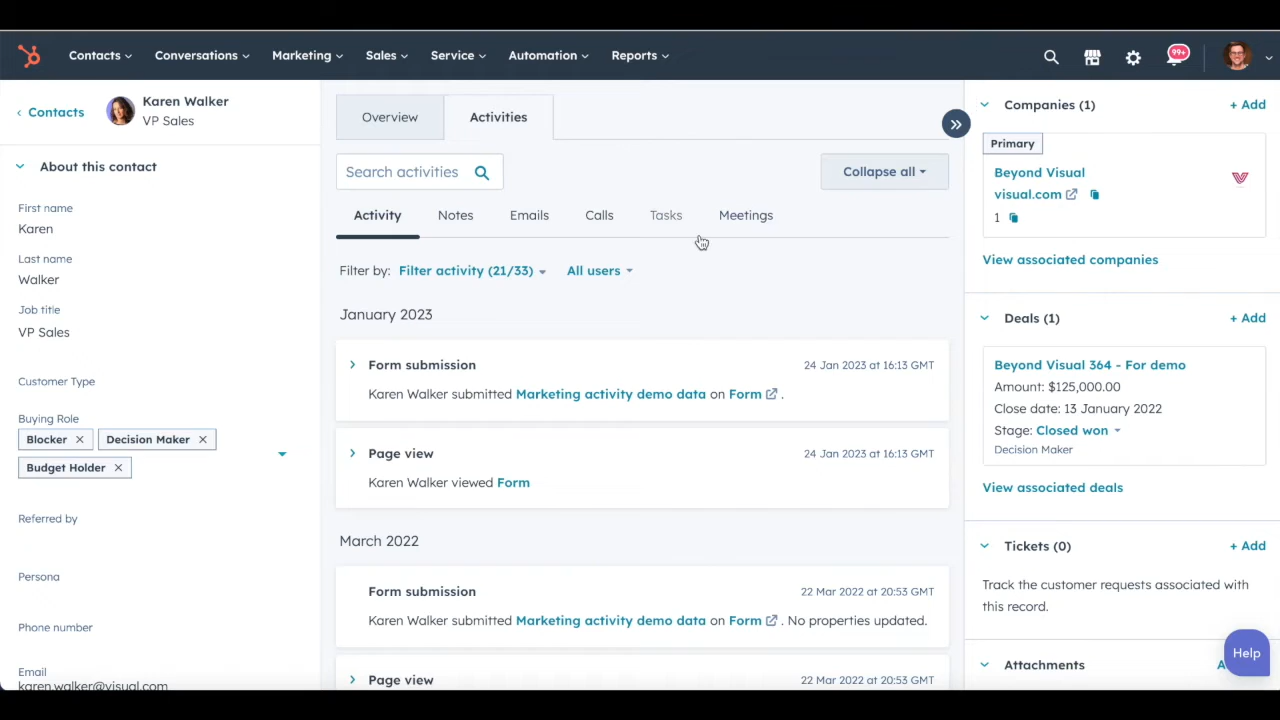 Contacts
Conversations
Marketing
Sales
Service
Automation
Reports
99+
Contacts
Karen Walker
VP Sales
About this contact
First name
Karen
Last name
Walker
Job title
VP Sales
Customer Type
Buying Role
Blocker
Decision Maker
Budget Holder
Referred by
Persona
Phone number
Email
karen.walker@visual.com
Overview
Activities
Search activities
Collapse all
Activity
Notes
Emails
Calls
Tasks
Meetings
Filter by: Filter activity (21/33) All users
January 2023
Form submission
24 Jan 2023 at 16:13 GMT
Karen Walker submitted Marketing activity demo data on Form .
Page view
24 Jan 2023 at 16:13 GMT
Karen Walker viewed Form
March 2022
Form submission
22 Mar 2022 at 20:53 GMT
Karen Walker submitted Marketing activity demo data on Form . No properties updated.
Page view
22 Mar 2022 at 20:53 GMT
Companies (1)
+ Add
Primary
Beyond Visual
visual.com
1
View associated companies
Deals (1)
+ Add
Beyond Visual 364 - For demo
Amount: $125,000.00
Close date: 13 January 2022
Stage: Closed won
Decision Maker
View associated deals
Tickets (0)
+ Add
Track the customer requests associated with
this record.
Attachments
Help